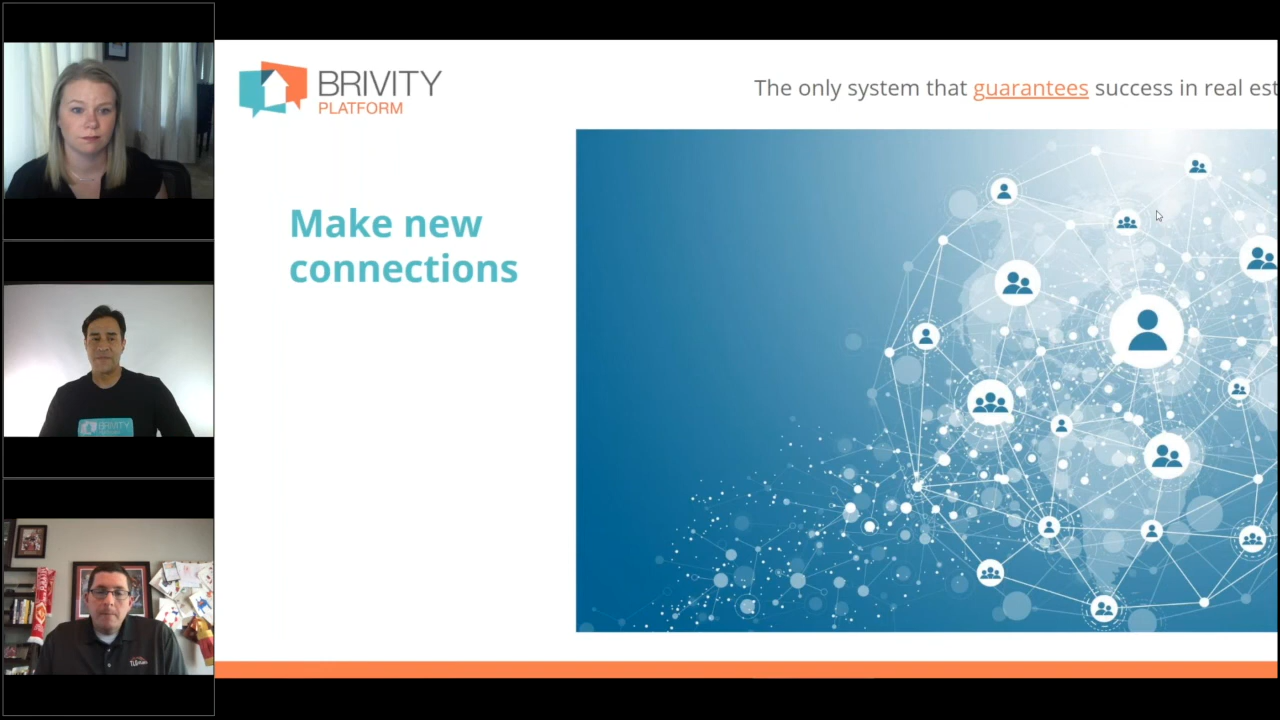 BRIVITY
PLATFORM
The only system that guarantees success in real est
Make new
connections
BRIVITY